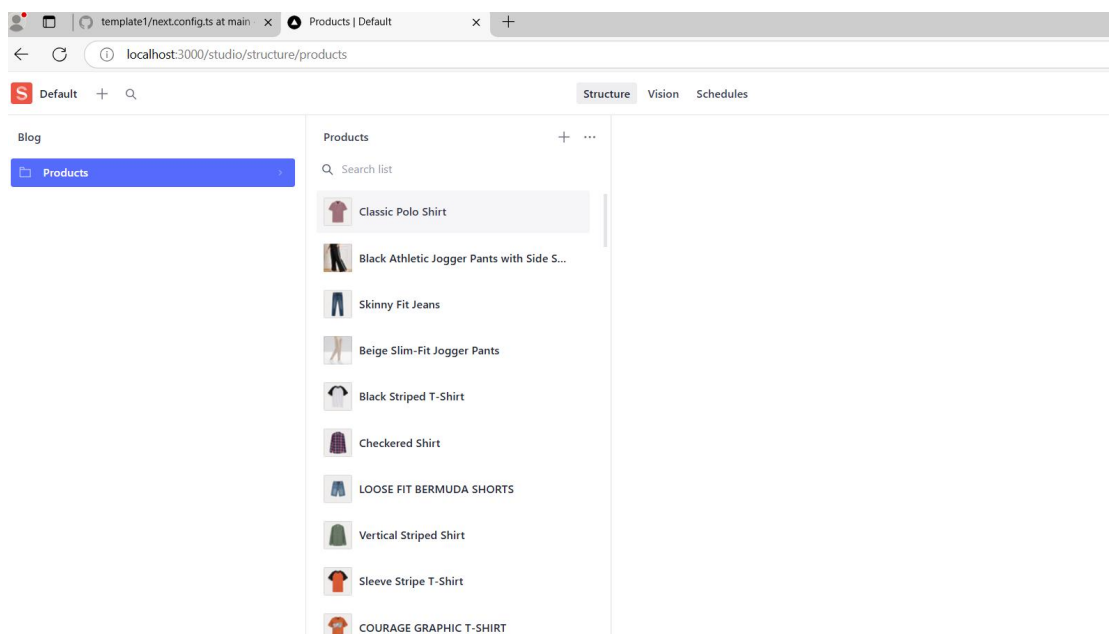 template1/next.config.ts at main
Products | Default
localhost:3000/studio/structure/products
S Default
Structure Vision Schedules
Blog
Products
Products
Search list
Classic Polo Shirt
Black Athletic Jogger Pants with Side S...
Skinny Fit Jeans
Beige Slim-Fit Jogger Pants
Black Striped T-Shirt
Checkered Shirt
LOOSE FIT BERMUDA SHORTS
Vertical Striped Shirt
Sleeve Stripe T-Shirt
COURAGE GRAPHIC T-SHIRT